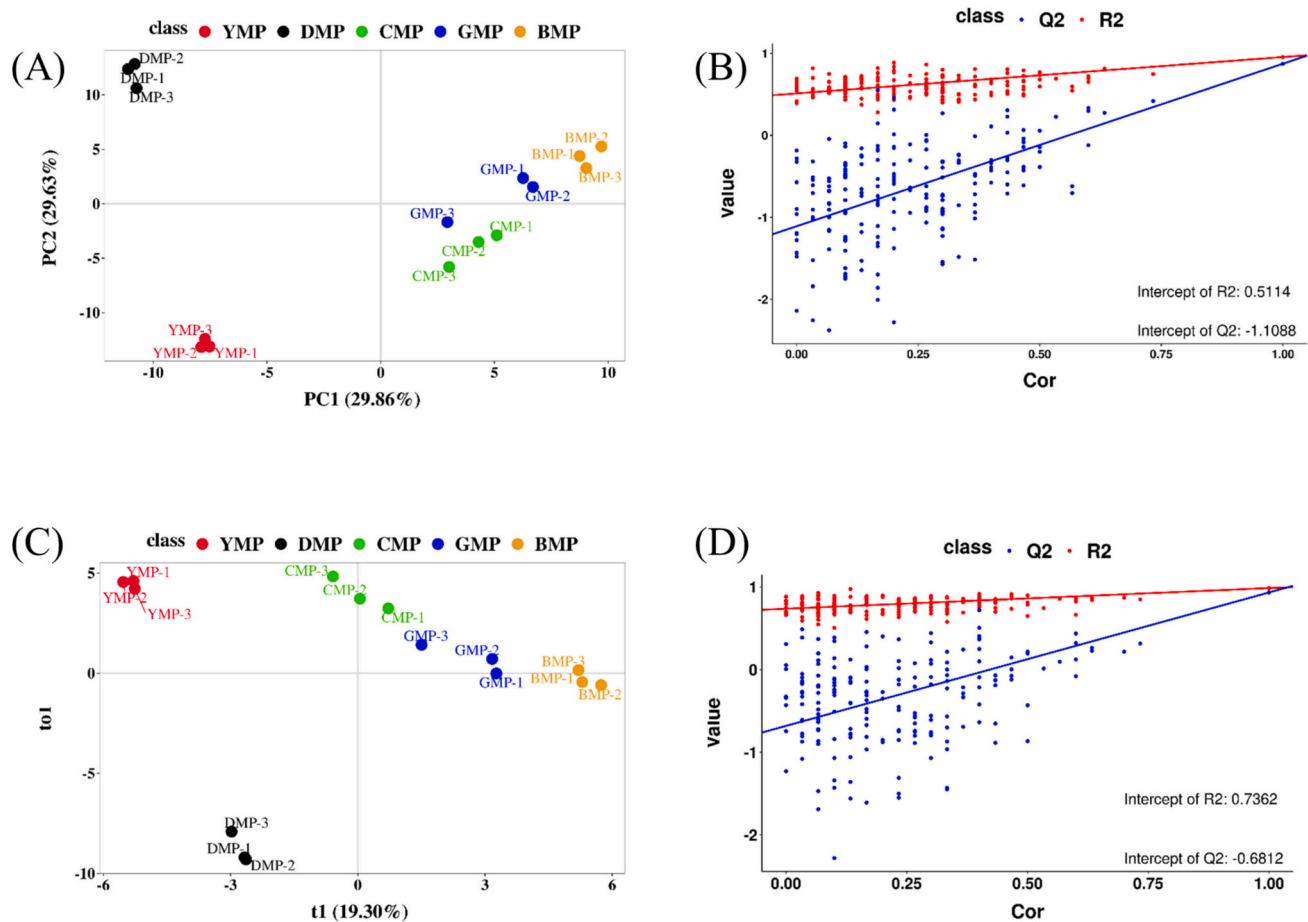 (A)
class YMP DMP CMP GMP BMP
DMP-2
DMP-1
DMP-3
BMP-2
BMP-1
BMP-3
GMP-1
GMP-2
GMP-3
CMP-1
CMP-2
CMP-3
YMP-3
YMP-2 YMP-1
10
5
0
-5
-10
PC2 (29.63%)
-10 -5 0 5 10
PC1 (29.86%)
(B)
class Q2 R2
1
0
-1
-2
value
Intercept of R2: 0.5114
Intercept of Q2: -1.1088
0.00 0.25 0.50 0.75 1.00
Cor
(C)
class YMP DMP CMP GMP BMP
YMP-1
YMP-2
YMP-3
CMP-3
CMP-2
CMP-1
GMP-3
GMP-2
GMP-1
BMP-3
BMP-1
BMP-2
DMP-3
DMP-1
DMP-2
5
0
-5
-10
to1
-6 -3 0 3 6
t1 (19.30%)
(D)
class Q2 R2
1
0
-1
-2
value
Intercept of R2: 0.7362
Intercept of Q2: -0.6812
0.00 0.25 0.50 0.75 1.00
Cor